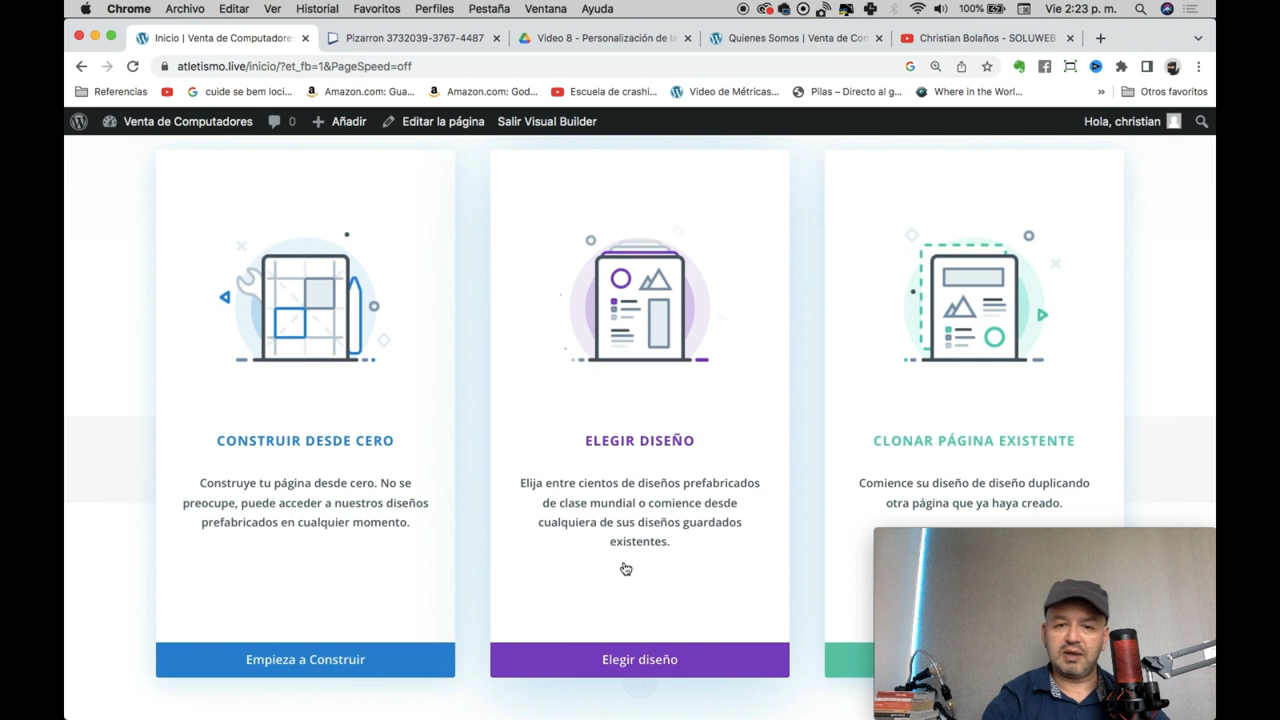 Chrome Archivo Editar Ver Historial Favoritos Perfiles Pestaña Ventana Ayuda 100% Vie 2:23 p. m.
Inicio | Venta de Computadores Pizarron 3732039-3767-4487 Video 8 - Personalización de la Quienes Somos | Venta de Con Christian Bolaños - SOLUWEB
atletismo.live/inicio/?et_fb=1&PageSpeed=off
Referencias cuide se bem loci... Amazon.com: Gua... Amazon.com: God... Escuela de crashi... Video de Métricas... Pilas – Directo al g... Where in the Worl... » Otros favoritos
Venta de Computadores 0 Añadir Editar la página Salir Visual Builder Hola, christian
CONSTRUIR DESDE CERO
Construye tu página desde cero. No se
preocupe, puede acceder a nuestros diseños
prefabricados en cualquier momento.
Empieza a Construir
ELEGIR DISEÑO
Elija entre cientos de diseños prefabricados
de clase mundial o comience desde
cualquiera de sus diseños guardados
existentes.
Elegir diseño
CLONAR PÁGINA EXISTENTE
Comience su diseño de diseño duplicando
otra página que ya haya creado.